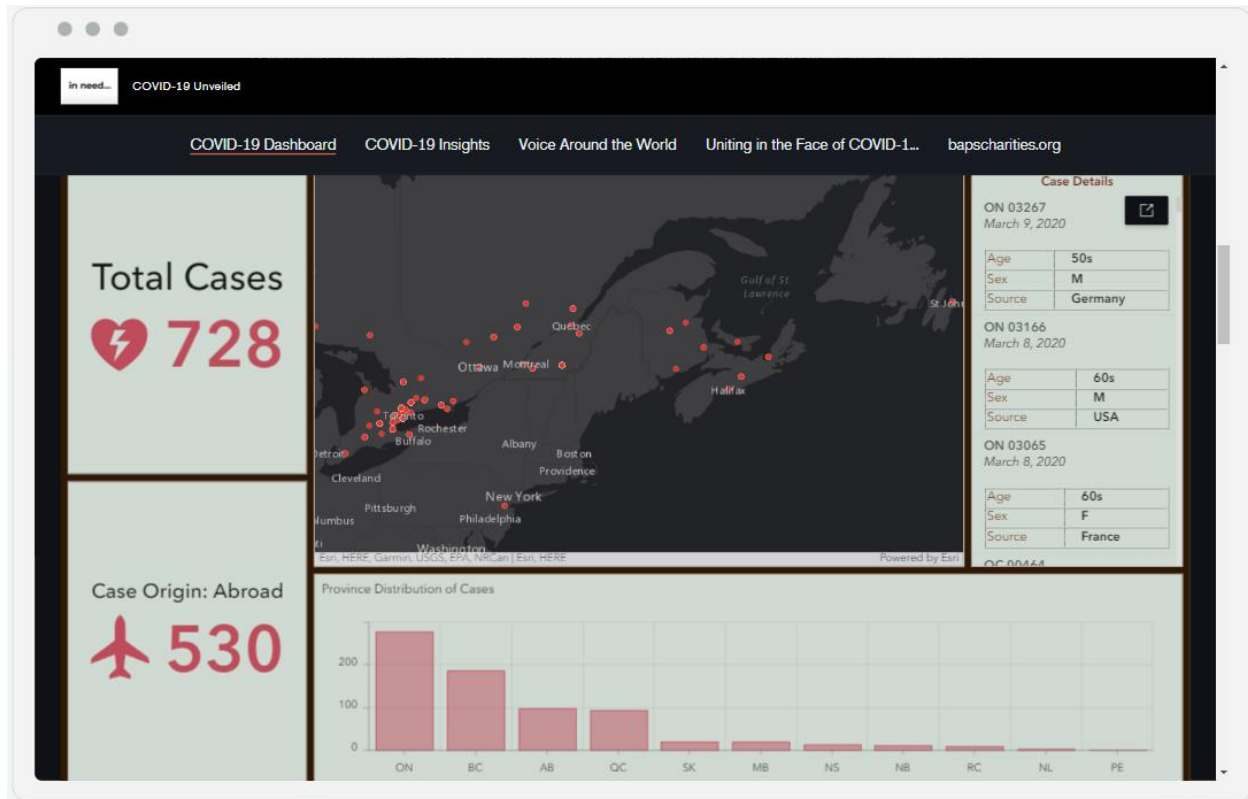 in need...
COVID-19 Unveiled
COVID-19 Dashboard COVID-19 Insights Voice Around the World Uniting in the Face of COVID-1... bapscharities.org
Total Cases
728
Case Origin: Abroad
530
Gulf of St
Lawrence
Québec
Ottawa Montreal
Halifax
Toronto
Rochester
Buffalo
Albany
Boston
Detroit
Providence
Cleveland
New York
Pittsburgh
Philadelphia
Washington
Esri, HERE, Garmin, USGS, EPA, NRCan | Esri, HERE
Powered by Esri
Case Details
ON 03267
March 9, 2020
Age 50s
Sex M
Source Germany
ON 03166
March 8, 2020
Age 60s
Sex M
Source USA
ON 03065
March 8, 2020
Age 60s
Sex F
Source France
QC 00464
Province Distribution of Cases
200
100
0
ON BC AB QC SK MB NS NB RC NL PE